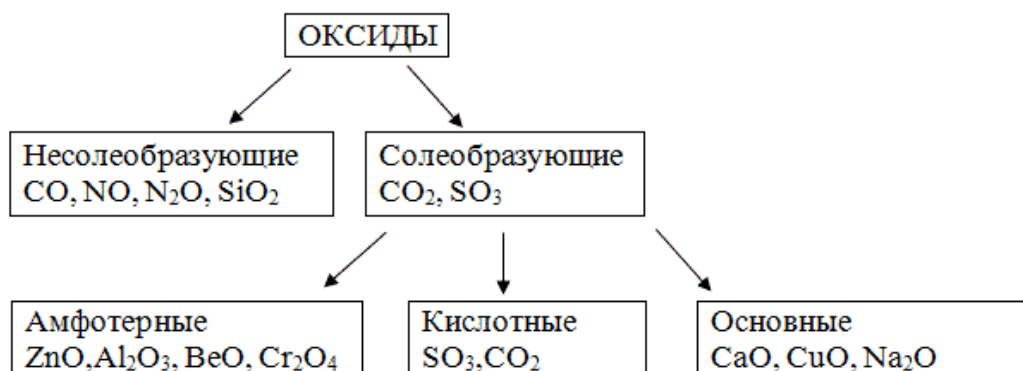 ОКСИДЫ
Несолеобразующие
CO, NO, N₂O, SiO₂
Солеобразующие
CO₂, SO₃
Амфотерные
ZnO,Al₂O₃, BeO, Cr₂O₄
Кислотные
SO₃,CO₂
Основные
CaO, CuO, Na₂O